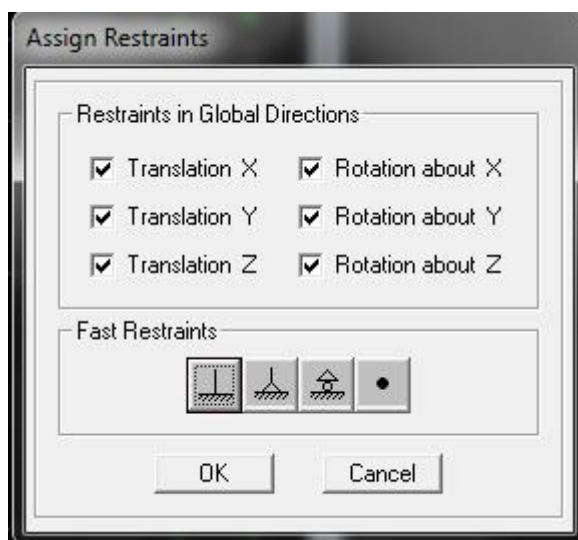 Assign Restraints
Restraints in Global Directions
Translation X Rotation about X
Translation Y Rotation about Y
Translation Z Rotation about Z
Fast Restraints
OK Cancel